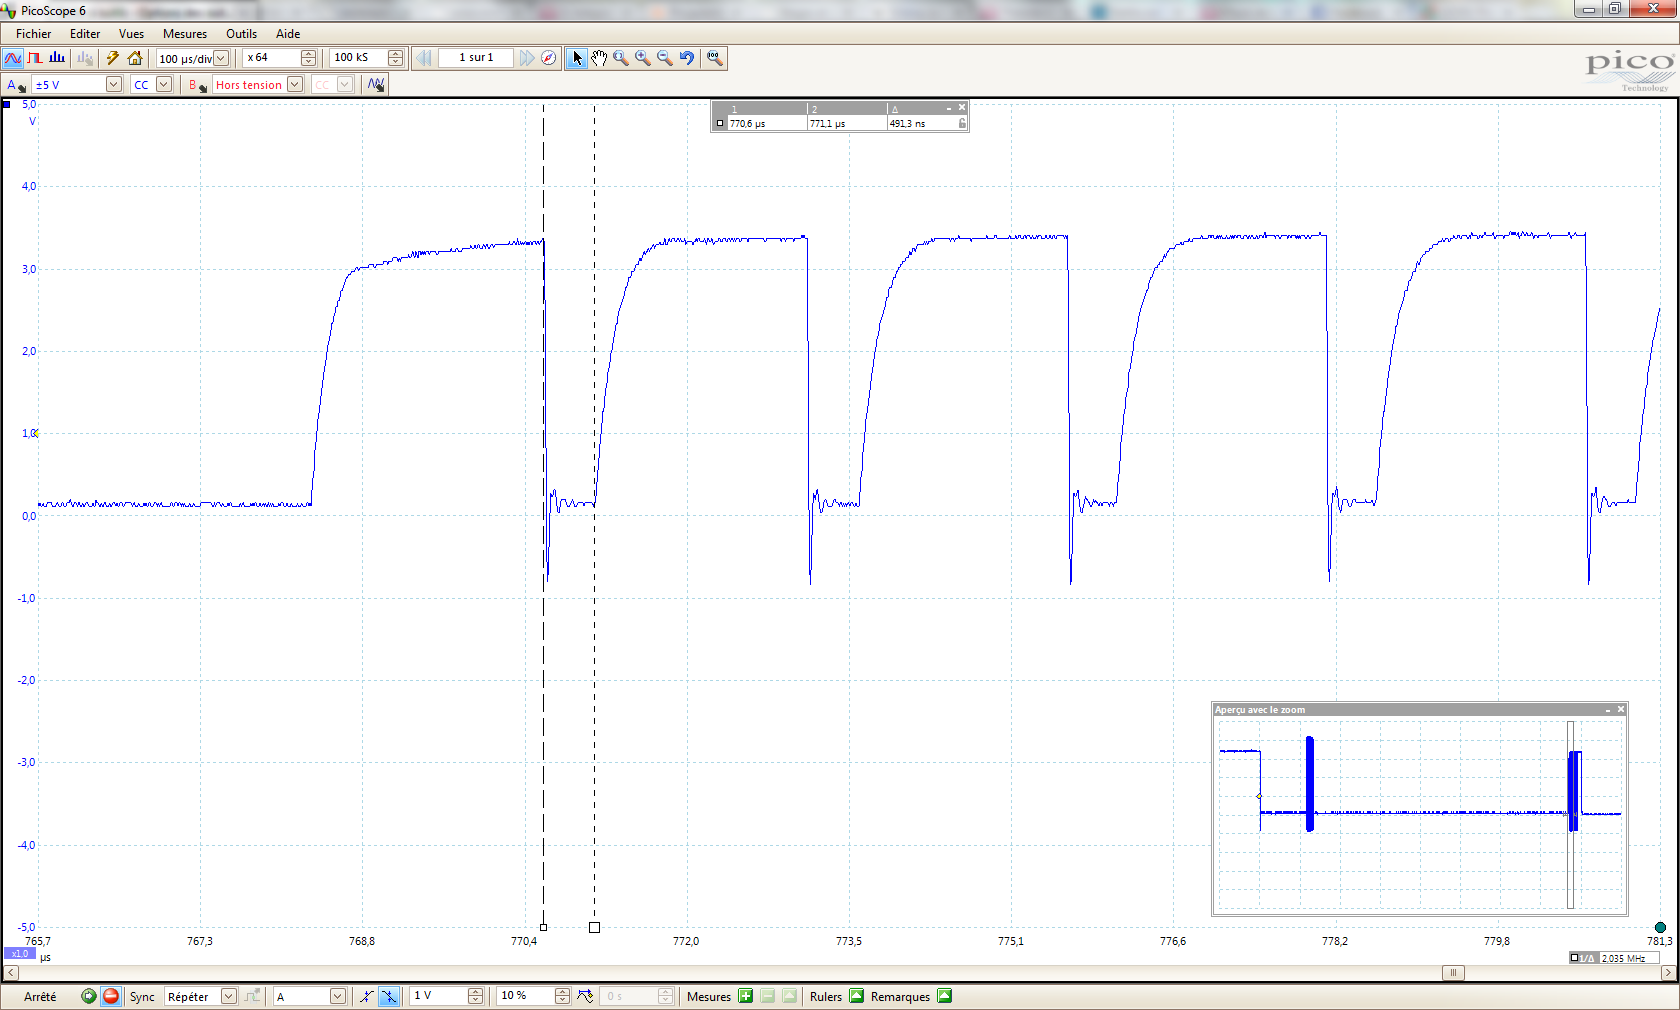 PicoScope 6
Fichier Editer Vues Mesures Outils Aide
100 µs/div x 64 100 kS 1 sur 1
pico
Technology
A ±5 V CC B Hors tension CC
5,0
V
4,0
3,0
2,0
1,0
0,0
-1,0
-2,0
-3,0
-4,0
-5,0
1 2 Δ
770,6 µs 771,1 µs 491,3 ns
Aperçu avec le zoom
765,7 767,3 768,8 770,4 772,0 773,5 775,1 776,6 778,2 779,8 781,3
x1,0 µs
1/Δ 2,035 MHz
Arrêté Sync Répéter A 1 V 10 % 0 s Mesures Rulers Remarques